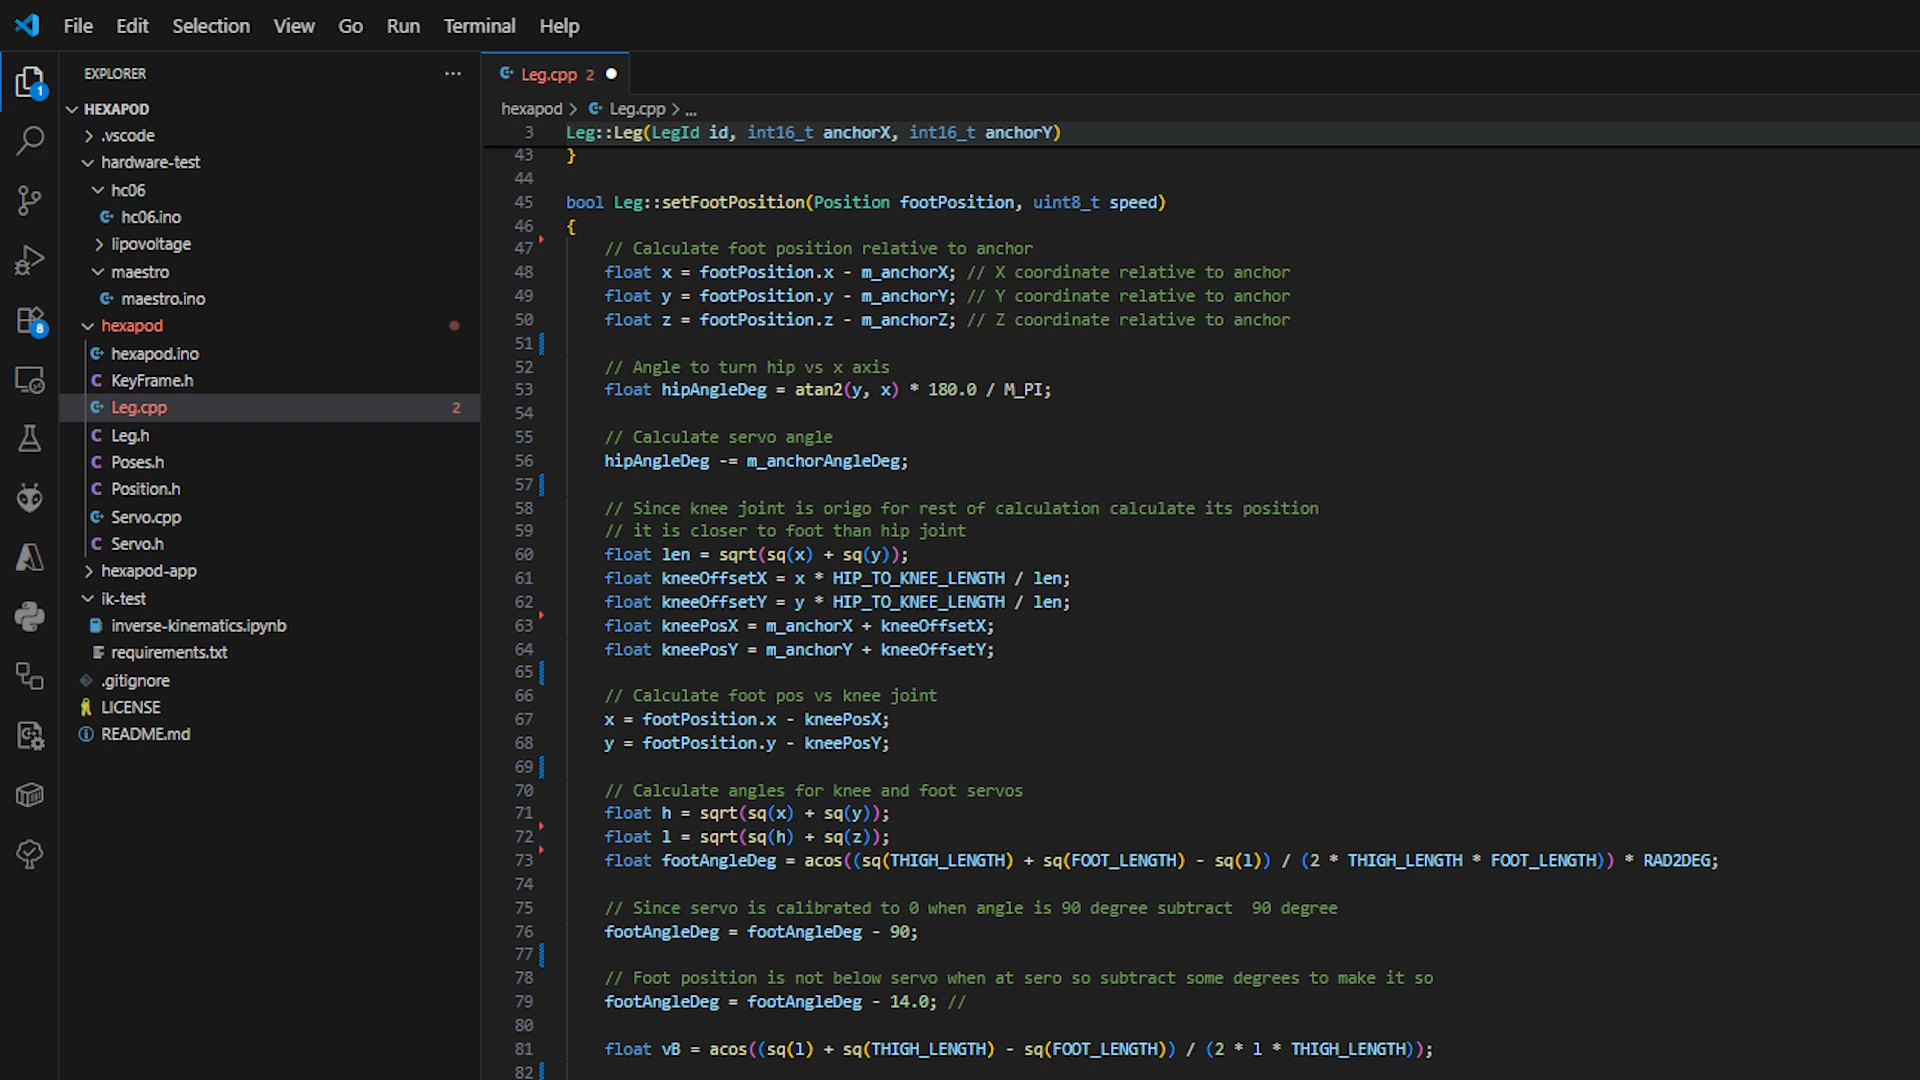 File Edit Selection View Go Run Terminal Help
EXPLORER ···
HEXAPOD
.vscode
hardware-test
hc06
hc06.ino
lipovoltage
maestro
maestro.ino
hexapod
hexapod.ino
KeyFrame.h
Leg.cpp 2
Leg.h
Poses.h
Position.h
Servo.cpp
Servo.h
hexapod-app
ik-test
inverse-kinematics.ipynb
requirements.txt
.gitignore
LICENSE
README.md
1
8
Leg.cpp 2
hexapod > Leg.cpp > ...
3 Leg::Leg(LegId id, int16_t anchorX, int16_t anchorY)
43 }
44
45 bool Leg::setFootPosition(Position footPosition, uint8_t speed)
46 {
47 // Calculate foot position relative to anchor
48 float x = footPosition.x - m_anchorX; // X coordinate relative to anchor
49 float y = footPosition.y - m_anchorY; // Y coordinate relative to anchor
50 float z = footPosition.z - m_anchorZ; // Z coordinate relative to anchor
51
52 // Angle to turn hip vs x axis
53 float hipAngleDeg = atan2(y, x) * 180.0 / M_PI;
54
55 // Calculate servo angle
56 hipAngleDeg -= m_anchorAngleDeg;
57
58 // Since knee joint is origo for rest of calculation calculate its position
59 // it is closer to foot than hip joint
60 float len = sqrt(sq(x) + sq(y));
61 float kneeOffsetX = x * HIP_TO_KNEE_LENGTH / len;
62 float kneeOffsetY = y * HIP_TO_KNEE_LENGTH / len;
63 float kneePosX = m_anchorX + kneeOffsetX;
64 float kneePosY = m_anchorY + kneeOffsetY;
65
66 // Calculate foot pos vs knee joint
67 x = footPosition.x - kneePosX;
68 y = footPosition.y - kneePosY;
69
70 // Calculate angles for knee and foot servos
71 float h = sqrt(sq(x) + sq(y));
72 float l = sqrt(sq(h) + sq(z));
73 float footAngleDeg = acos((sq(THIGH_LENGTH) + sq(FOOT_LENGTH) - sq(l)) / (2 * THIGH_LENGTH * FOOT_LENGTH)) * RAD2DEG;
74
75 // Since servo is calibrated to 0 when angle is 90 degree subtract  90 degree
76 footAngleDeg = footAngleDeg - 90;
77
78 // Foot position is not below servo when at sero so subtract some degrees to make it so
79 footAngleDeg = footAngleDeg - 14.0; //
80
81 float vB = acos((sq(l) + sq(THIGH_LENGTH) - sq(FOOT_LENGTH)) / (2 * l * THIGH_LENGTH));
82